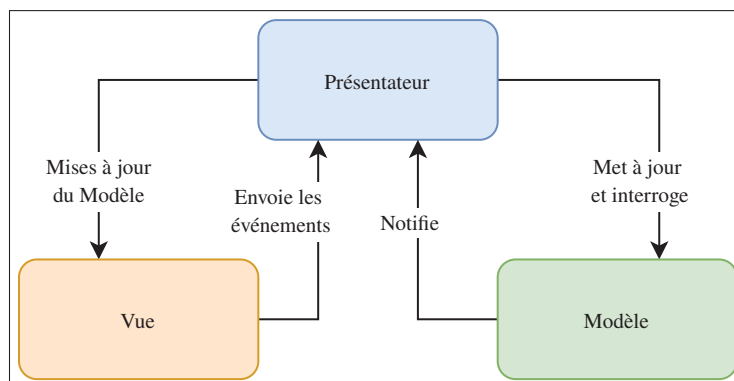 Présentateur
Mises à jour
du Modèle
Envoie les
événements
Notifie
Met à jour
et interroge
Vue
Modèle